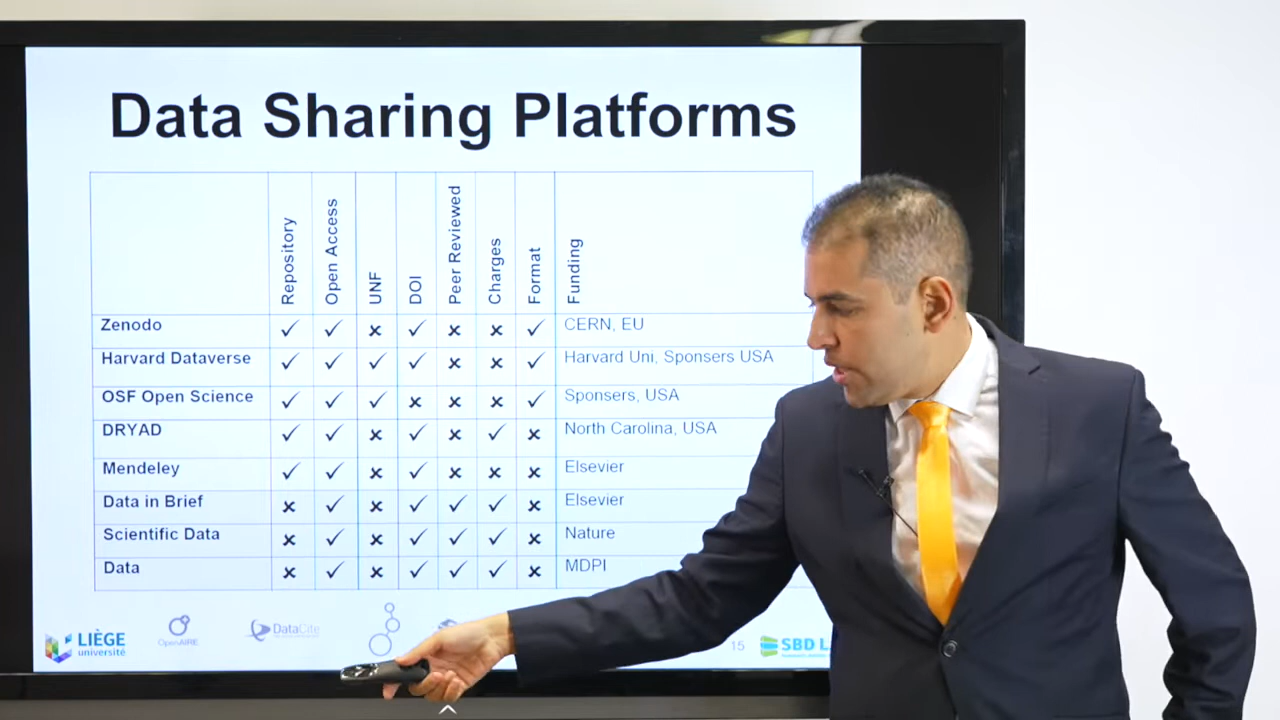 Data Sharing Platforms
Repository Open Access UNF DOI Peer Reviewed Charges Format Funding
Zenodo ✓ ✓ × ✓ × × ✓ CERN, EU
Harvard Dataverse ✓ ✓ ✓ ✓ × × ✓ Harvard Uni, Sponsers USA
OSF Open Science ✓ ✓ ✓ × × × ✓ Sponsers, USA
DRYAD ✓ ✓ × ✓ × ✓ × North Carolina, USA
Mendeley ✓ ✓ × ✓ × × × Elsevier
Data in Brief × ✓ × ✓ ✓ ✓ × Elsevier
Scientific Data × ✓ × ✓ ✓ ✓ × Nature
Data × ✓ × ✓ ✓ ✓ × MDPI
LIÈGE
université
OpenAIRE
DataCite
15
SBD